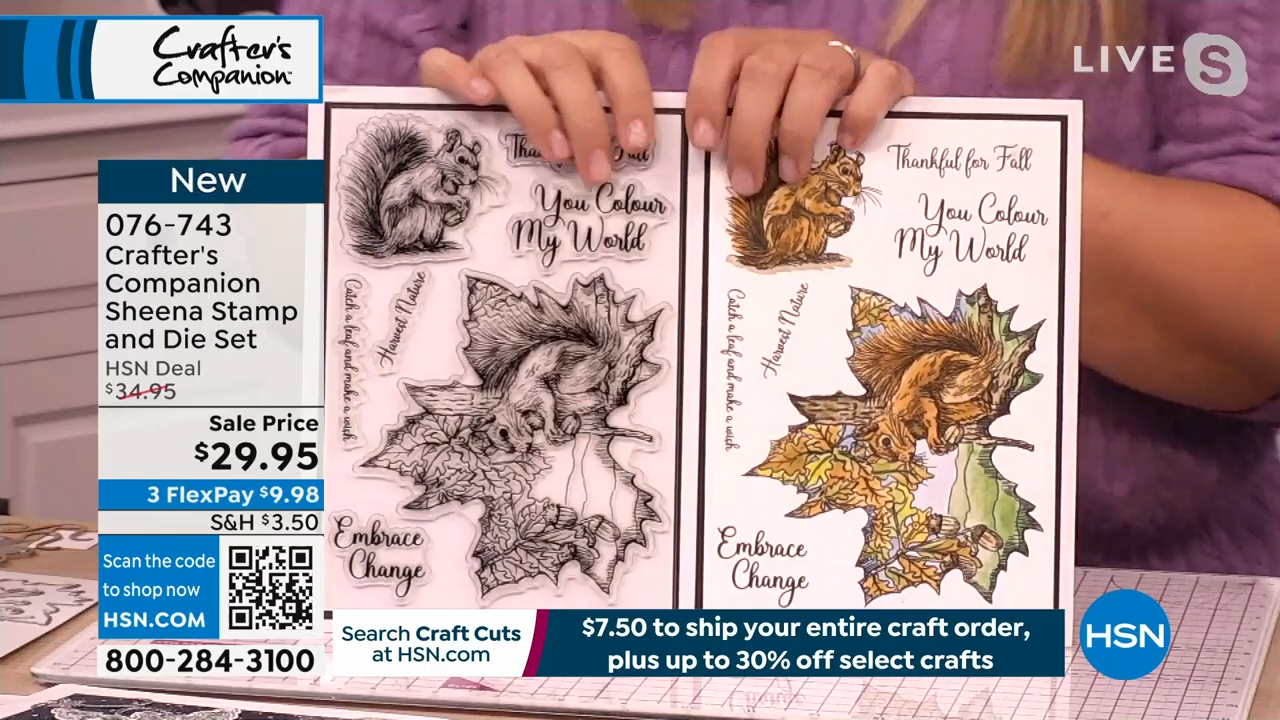 Crafter's
Companion
LIVE S
New
076-743
Crafter's
Companion
Sheena Stamp
and Die Set
HSN Deal
$34.95
Sale Price
$29.95
3 FlexPay $9.98
S&H $3.50
Scan the code
to shop now
HSN.COM
800-284-3100
Fall
You Colour
My World
Catch a leaf and make a wish
Harvest Nature
Embrace
Change
Thankful for Fall
You Colour
My World
Catch a leaf and make a wish
Harvest Nature
Embrace
Change
Search Craft Cuts
at HSN.com
$7.50 to ship your entire craft order,
plus up to 30% off select crafts
HSN